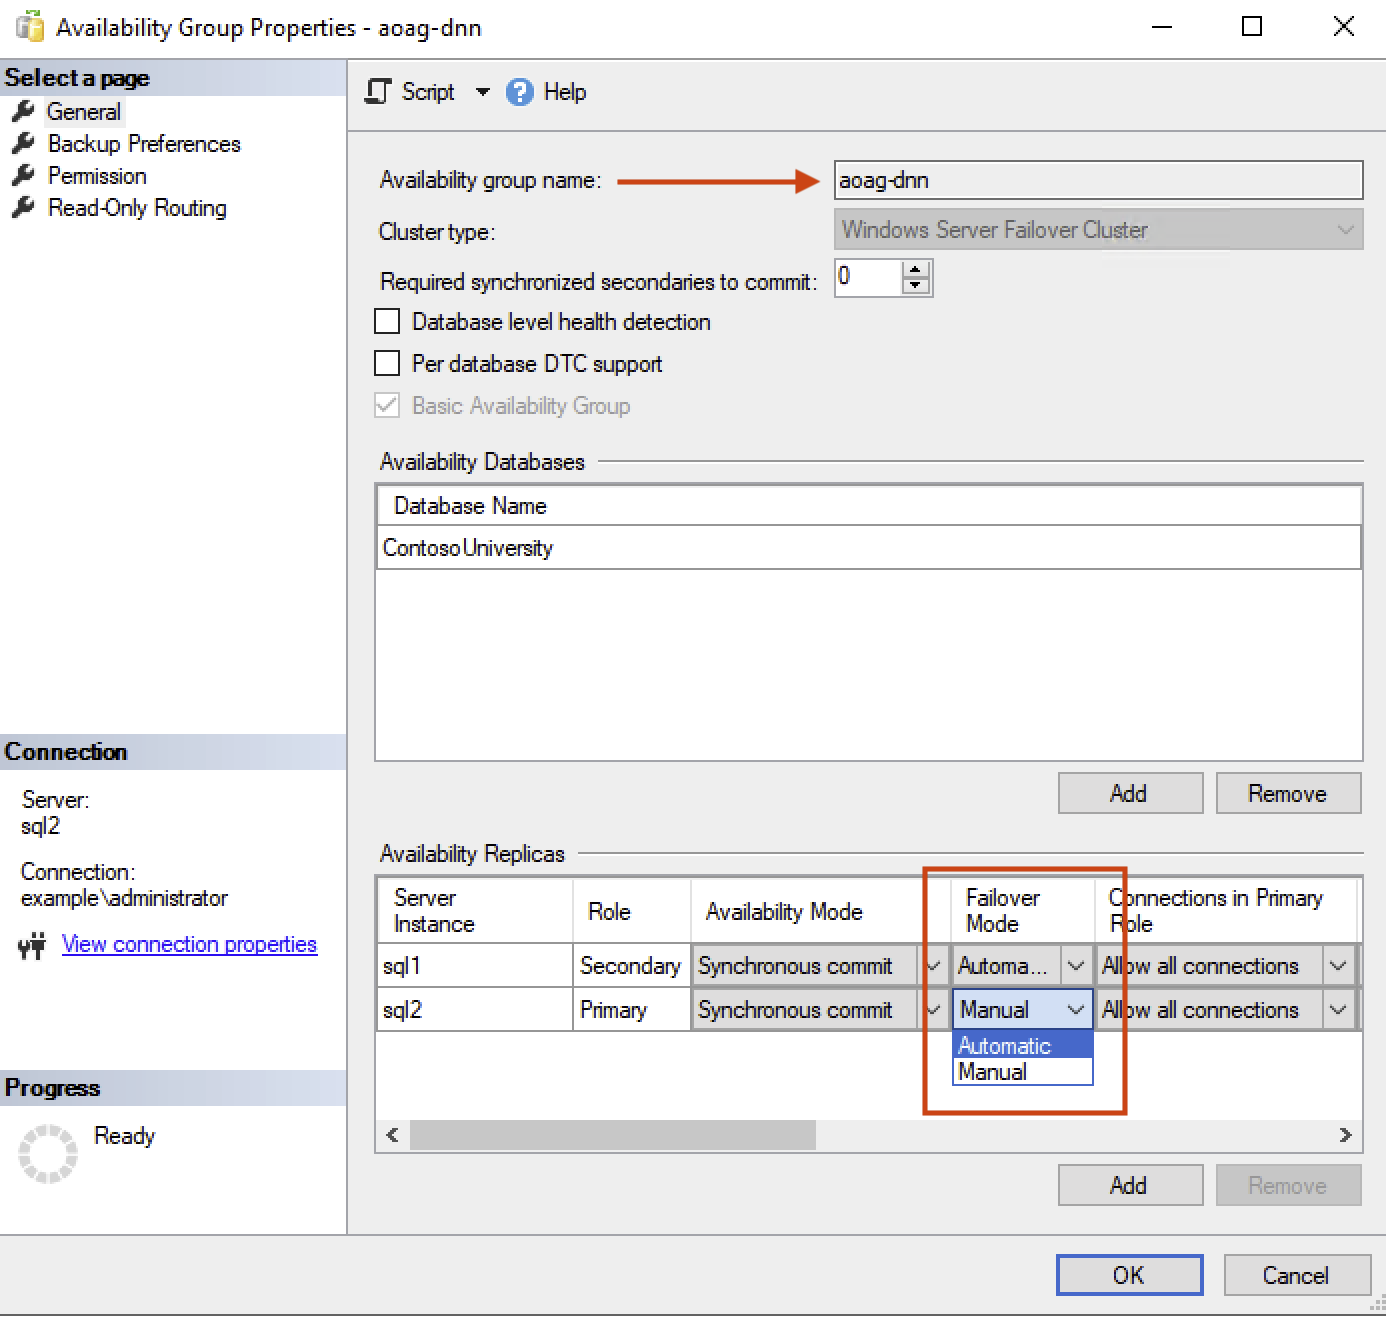 Availability Group Properties - aoag-dnn
Select a page
General
Backup Preferences
Permission
Read-Only Routing
Script
Help
Availability group name:
aoag-dnn
Cluster type:
Windows Server Failover Cluster
Required synchronized secondaries to commit:
0
Database level health detection
Per database DTC support
Basic Availability Group
Availability Databases
Database Name
ContosoUniversity
Add
Remove
Connection
Server:
sql2
Connection:
example\administrator
View connection properties
Progress
Ready
Availability Replicas
Server Instance
Role
Availability Mode
Failover Mode
Connections in Primary Role
sql1
Secondary
Synchronous commit
Automa...
Allow all connections
sql2
Primary
Synchronous commit
Manual
Allow all connections
Automatic
Manual
Add
Remove
OK
Cancel